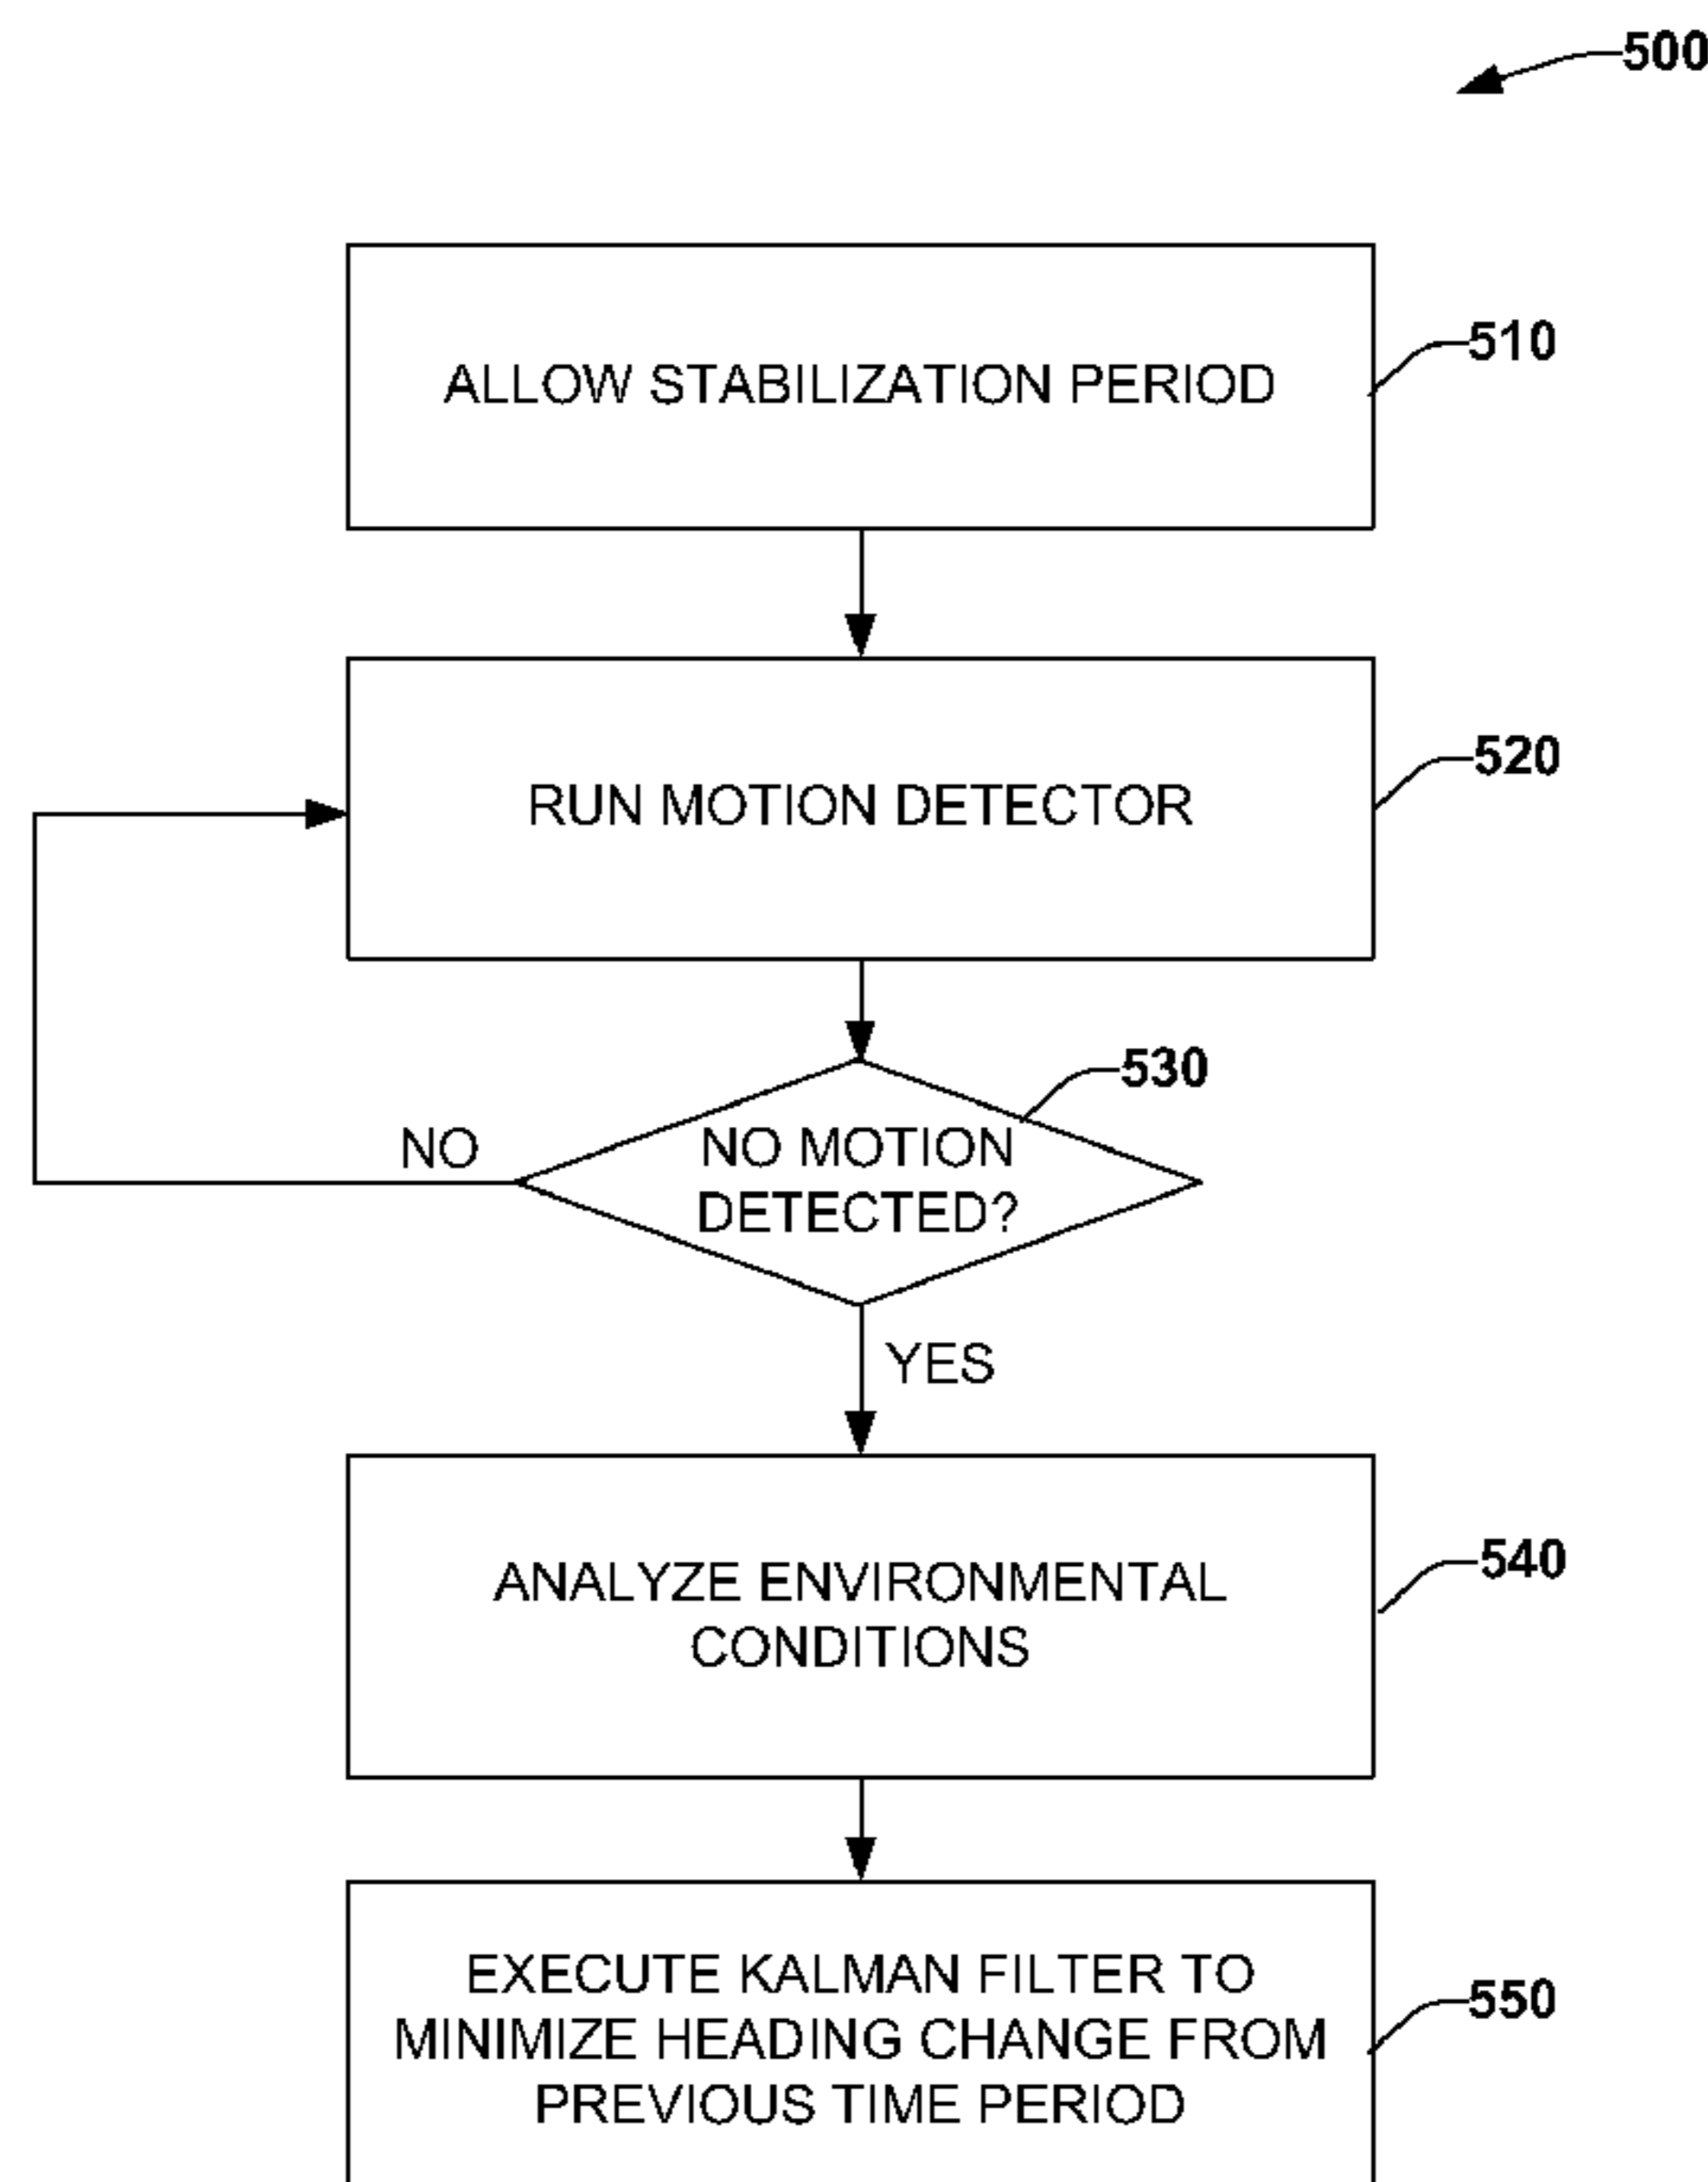 500
ALLOW STABILIZATION PERIOD
510
RUN MOTION DETECTOR
520
530
NO
NO MOTION
DETECTED?
YES
ANALYZE ENVIRONMENTAL
CONDITIONS
540
EXECUTE KALMAN FILTER TO
MINIMIZE HEADING CHANGE FROM
PREVIOUS TIME PERIOD
550